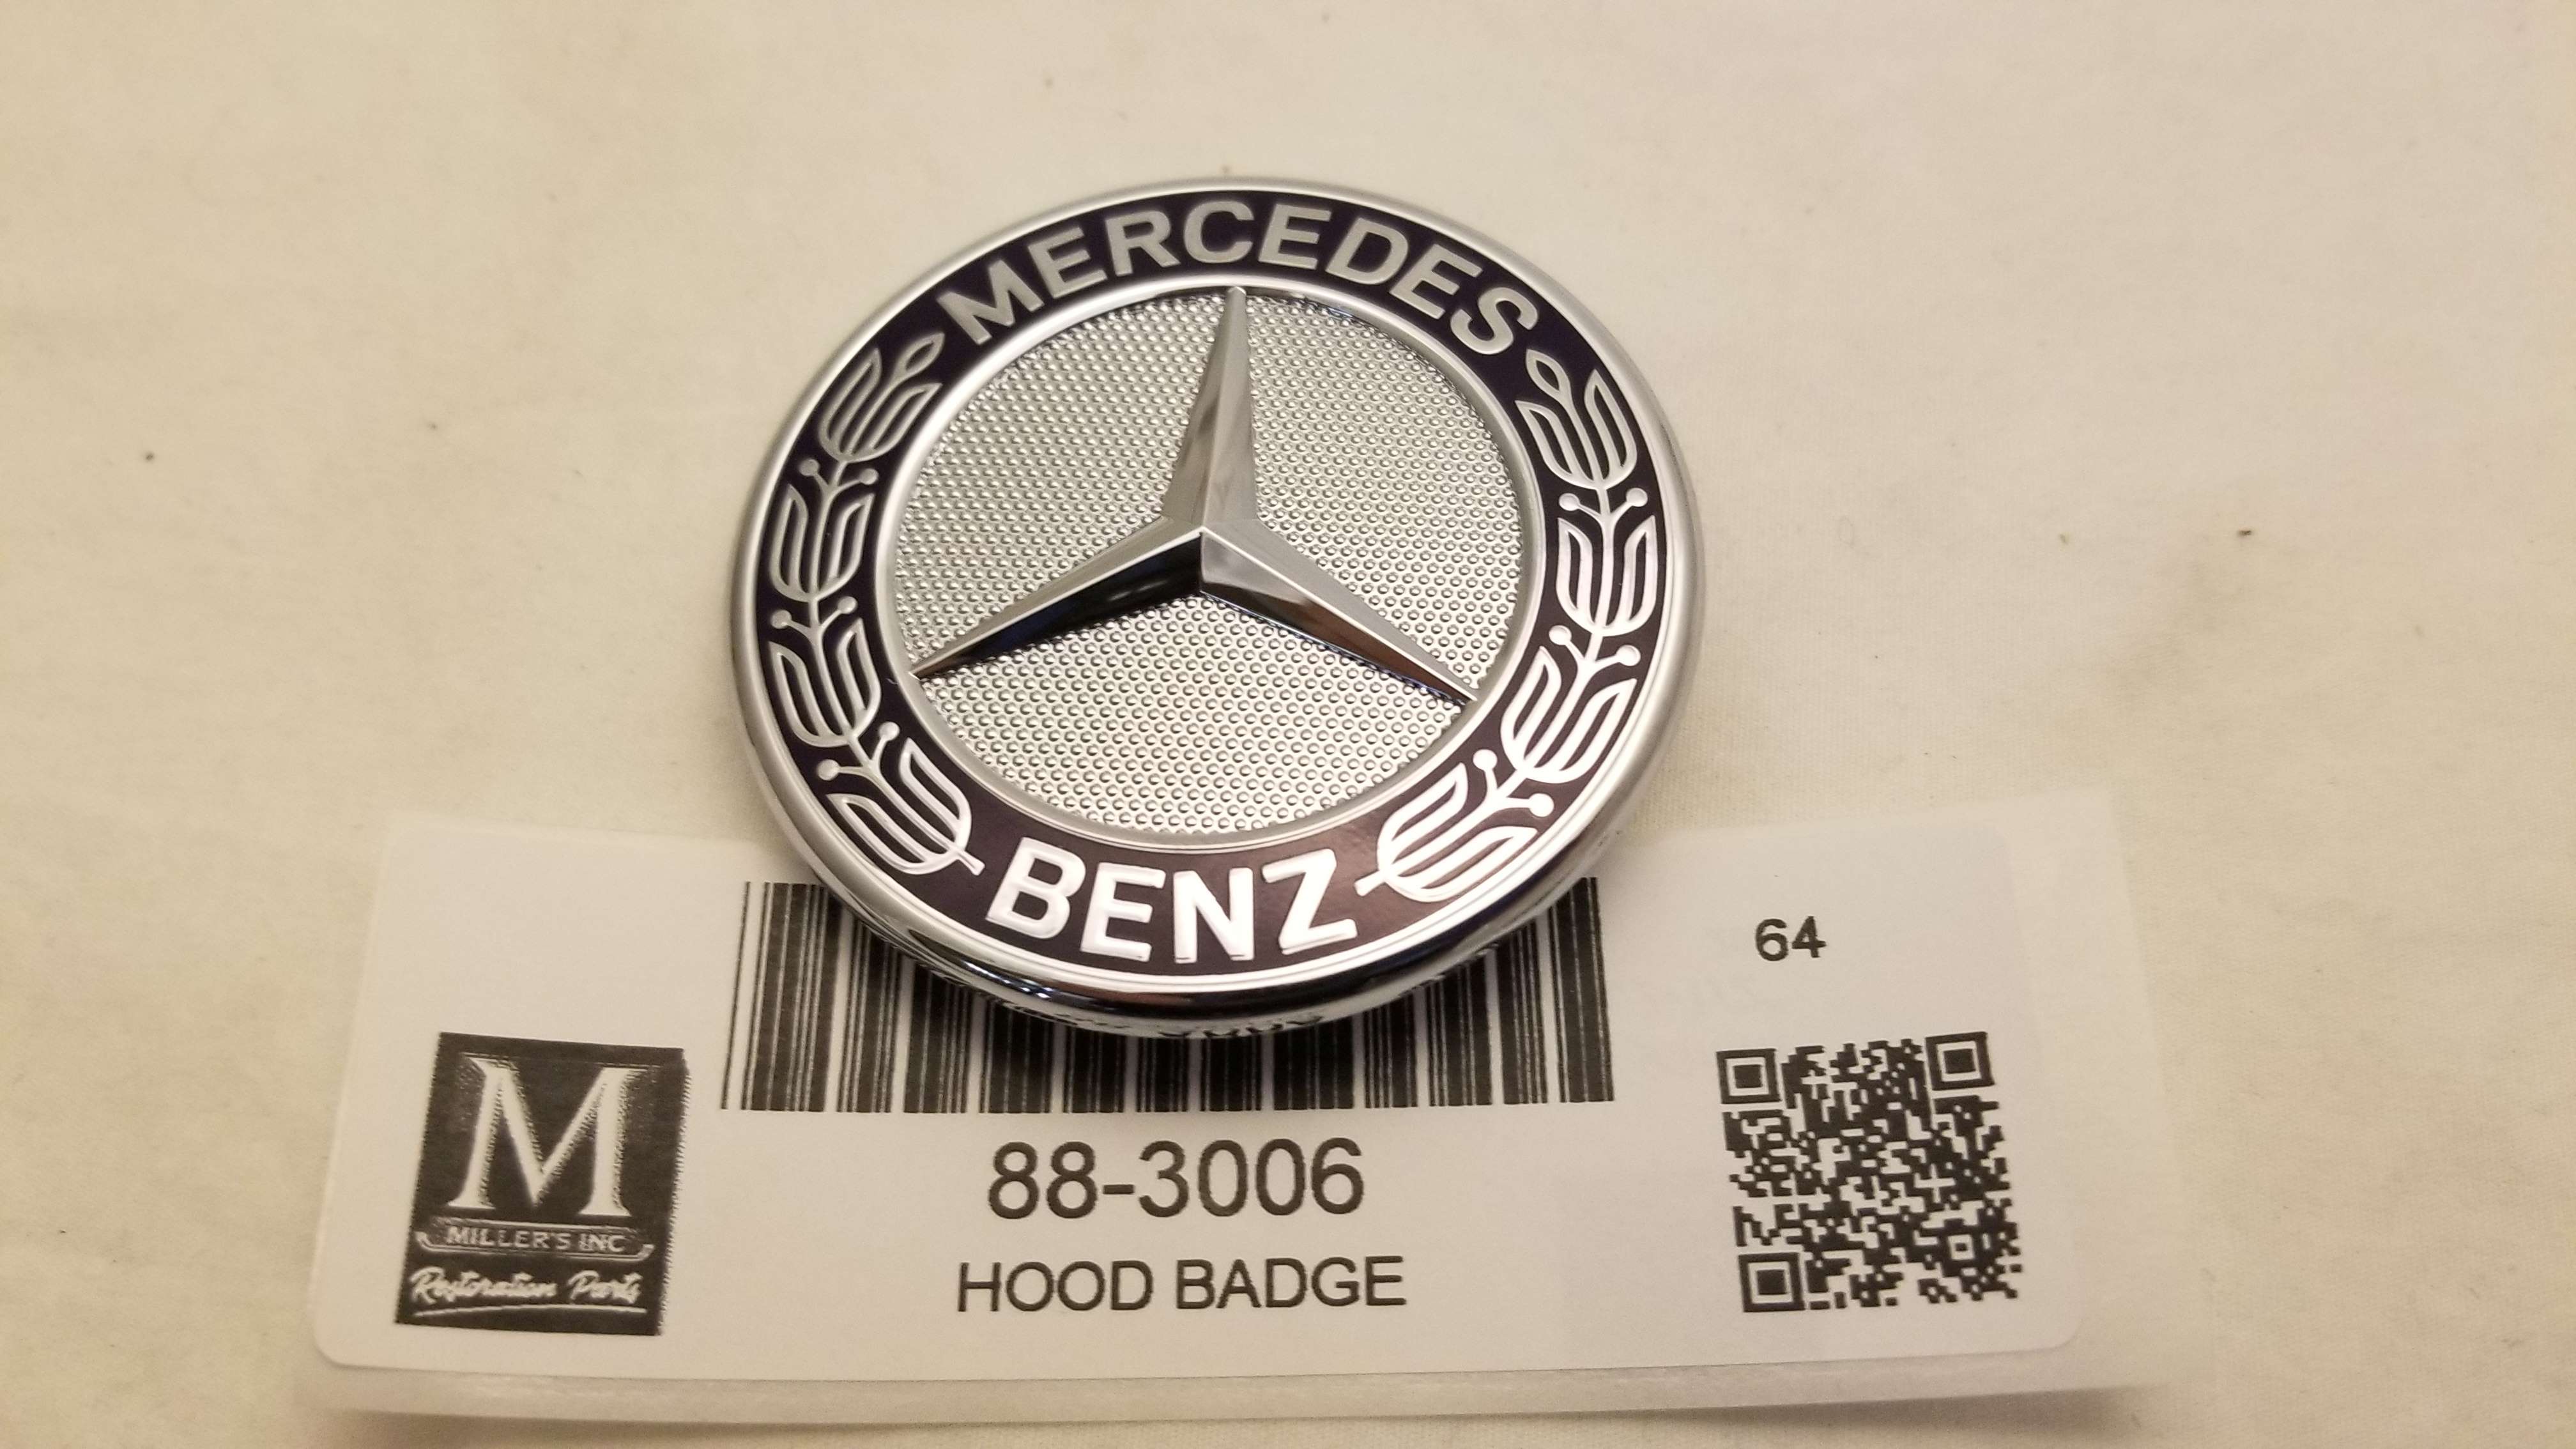 MERCEDES
BENZ
64
M
MILLER'S INC
Restoration Parts
88-3006
HOOD BADGE